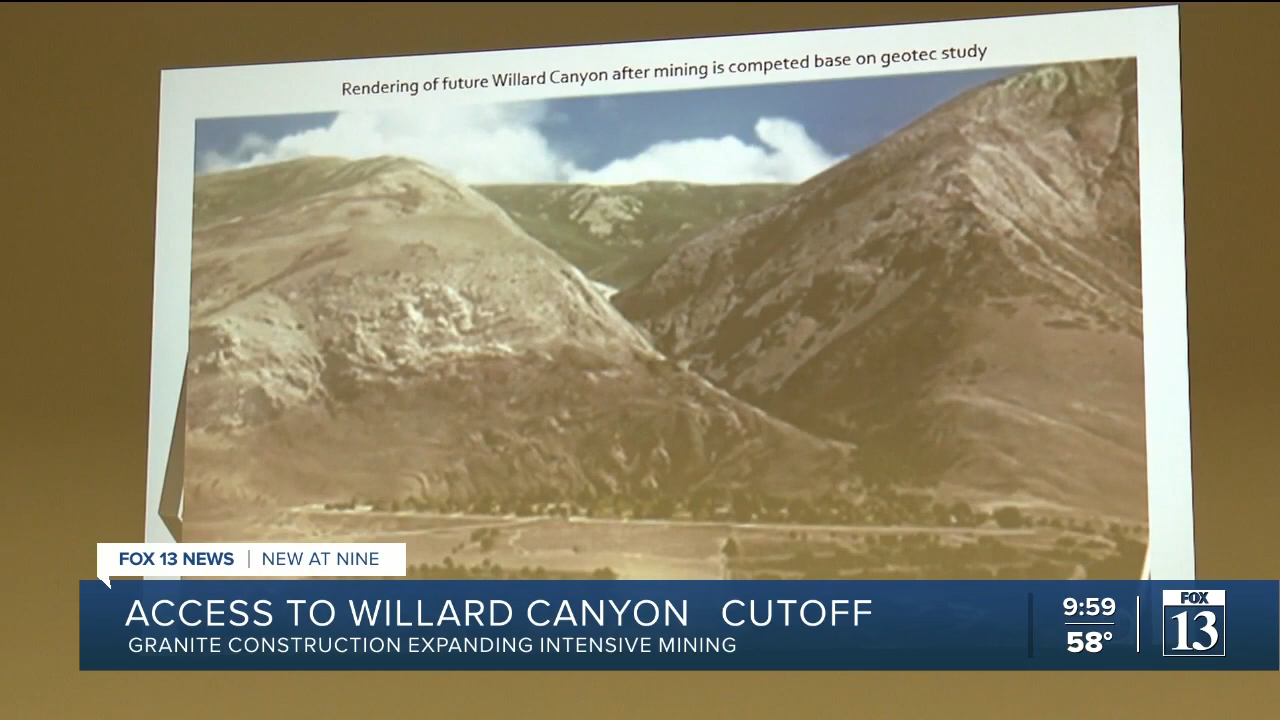 Rendering of future Willard Canyon after mining is competed base on geotec study
FOX 13 NEWS | NEW AT NINE
ACCESS TO WILLARD CANYON CUTOFF
GRANITE CONSTRUCTION EXPANDING INTENSIVE MINING
9:59
58°
FOX
13